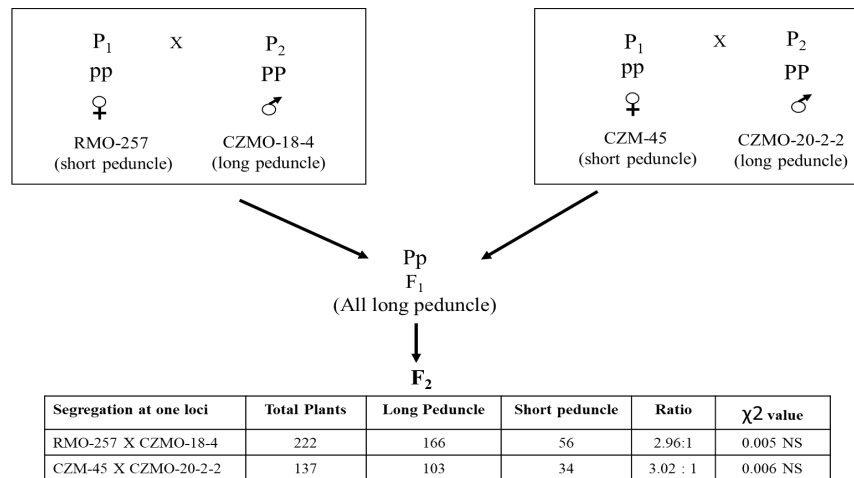 P₁ X P₂
pp PP
♀ ♂
RMO-257 CZMO-18-4
(short peduncle) (long peduncle)
P₁ X P₂
pp PP
♀ ♂
CZM-45 CZMO-20-2-2
(short peduncle) (long peduncle)
Pp
F₁
(All long peduncle)
F₂
Segregation at one loci Total Plants Long Peduncle Short peduncle Ratio χ2 value
RMO-257 X CZMO-18-4 222 166 56 2.96:1 0.005 NS
CZM-45 X CZMO-20-2-2 137 103 34 3.02 : 1 0.006 NS